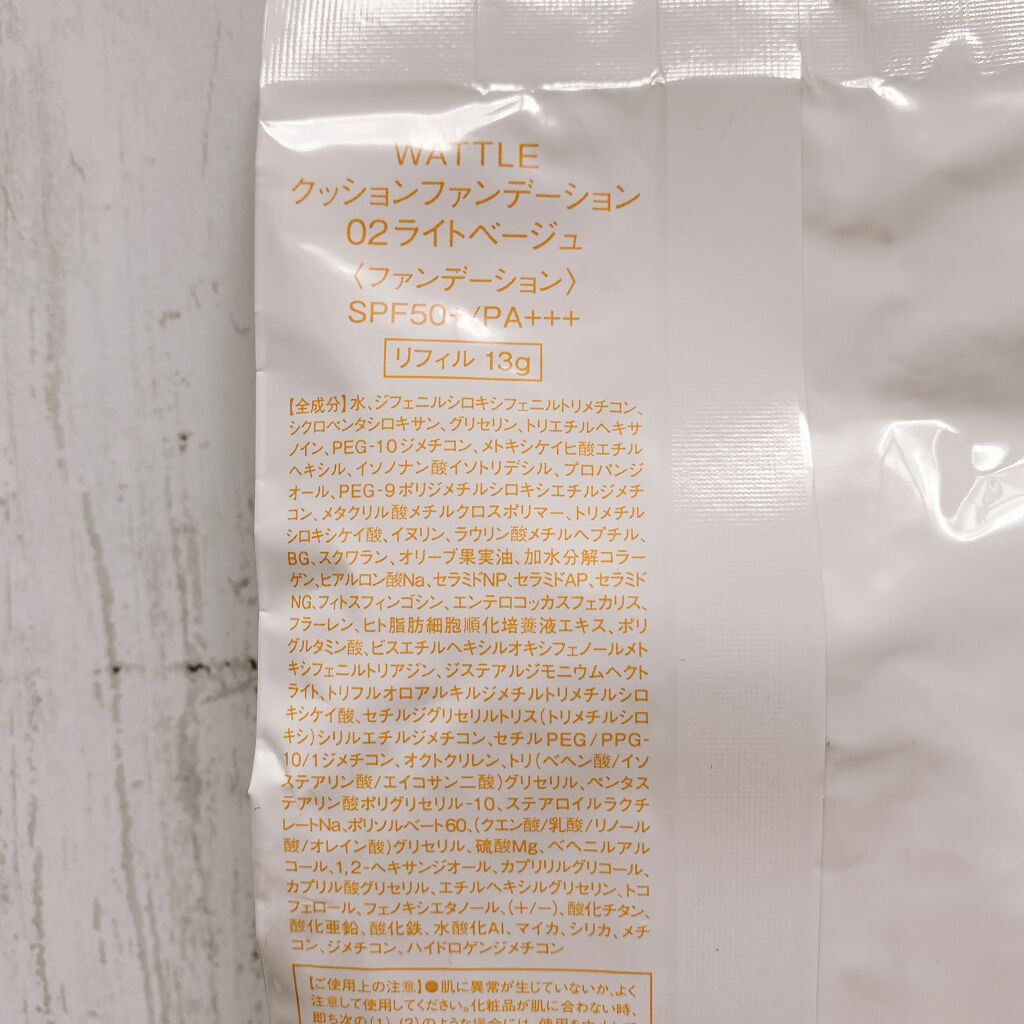 WATTLE
クッションファンデーション
02ライトベージュ
〈ファンデーション〉
SPF50+/PA+++
リフィル 13g
【全成分】水、ジフェニルシロキシフェニルトリメチコン、
シクロペンタシロキサン、グリセリン、トリエチルヘキサ
ノイン、PEG-10ジメチコン、メトキシケイヒ酸エチル
ヘキシル、イソノナン酸イソトリデシル、プロパンジ
オール、PEG-9ポリジメチルシロキシエチルジメチ
コン、メタクリル酸メチルクロスポリマー、トリメチル
シロキシケイ酸、イヌリン、ラウリン酸メチルヘプチル、
BG、スクワラン、オリーブ果実油、加水分解コラー
ゲン、ヒアルロン酸Na、セラミドNP、セラミドAP、セラミド
NG、フィトスフィンゴシン、エンテロコッカスフェカリス、
フラーレン、ヒト脂肪細胞順化培養液エキス、ポリ
グルタミン酸、ビスエチルヘキシルオキシフェノールメト
キシフェニルトリアジン、ジステアルジモニウムヘクト
ライト、トリフルオロアルキルジメチルトリメチルシロ
キシケイ酸、セチルジグリセリルトリス(トリメチルシロ
キシ)シリルエチルジメチコン、セチルPEG/PPG-
10/1ジメチコン、オクトクリレン、トリ(ベヘン酸/イソ
ステアリン酸/エイコサン二酸)グリセリル、ペンタス
テアリン酸ポリグリセリル-10、ステアロイルラクチ
レートNa、ポリソルベート60、(クエン酸/乳酸/リノール
酸/オレイン酸)グリセリル、硫酸Mg、ベヘニルアル
コール、1,2-ヘキサンジオール、カプリリルグリコール、
カプリル酸グリセリル、エチルヘキシルグリセリン、トコ
フェロール、フェノキシエタノール、(+/-)、酸化チタン、
酸化亜鉛、酸化鉄、水酸化Al、マイカ、シリカ、メチ
コン、ジメチコン、ハイドロゲンジメチコン
【ご使用上の注意】●肌に異常が生じていないか、よく
注意して使用してください。化粧品が肌に合わない時、
即ち次の(1)、(2)のような場合には、使用を中止して